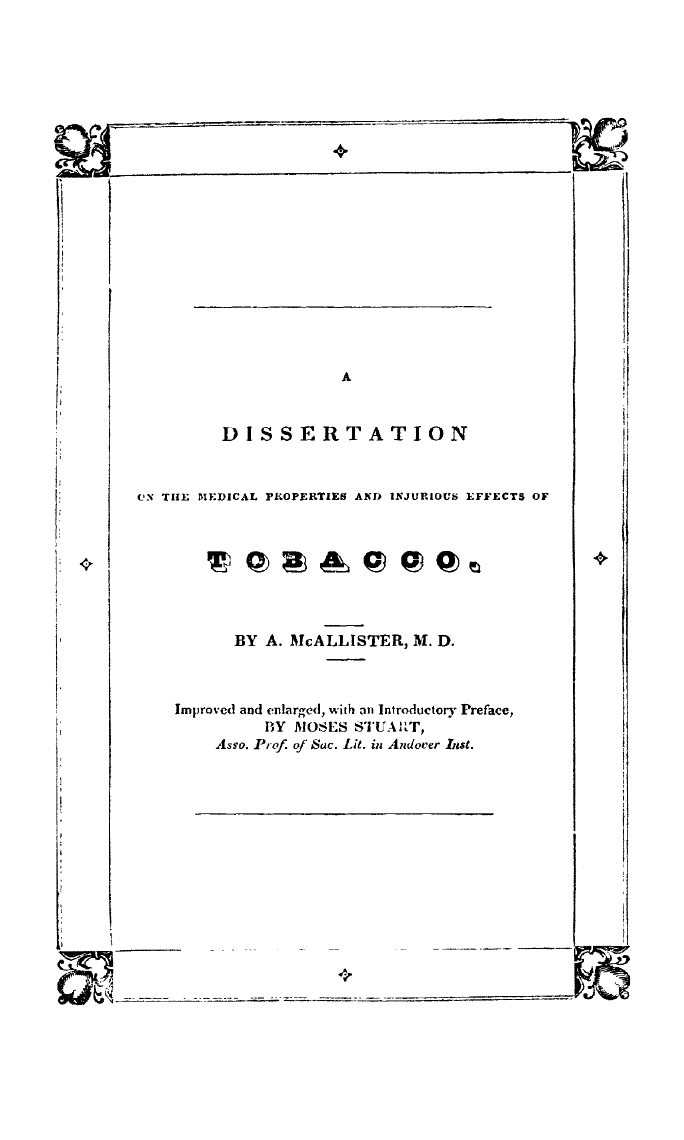 A
DISSERTATION
ON THE MEDICAL PROPERTIES AND INJURIOUS EFFECTS OF
TOBACCO.
BY A. McALLISTER, M. D.
Improved and enlarged, with an Introductory Preface,
BY MOSES STUART,
Asso. Prof. of Sac. Lit. in Andover Inst.